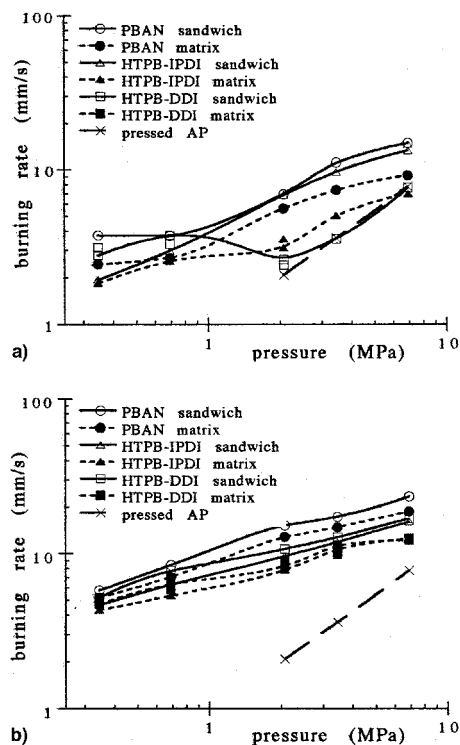 100
PBAN sandwich
PBAN matrix
HTPB-IPDI sandwich
HTPB-IPDI matrix
HTPB-DDI sandwich
HTPB-DDI matrix
pressed AP
10
1
burning rate (mm/s)
1
10
pressure (MPa)
a)
100
PBAN sandwich
PBAN matrix
HTPB-IPDI sandwich
HTPB-IPDI matrix
HTPB-DDI sandwich
HTPB-DDI matrix
pressed AP
10
1
burning rate (mm/s)
1
10
pressure (MPa)
b)